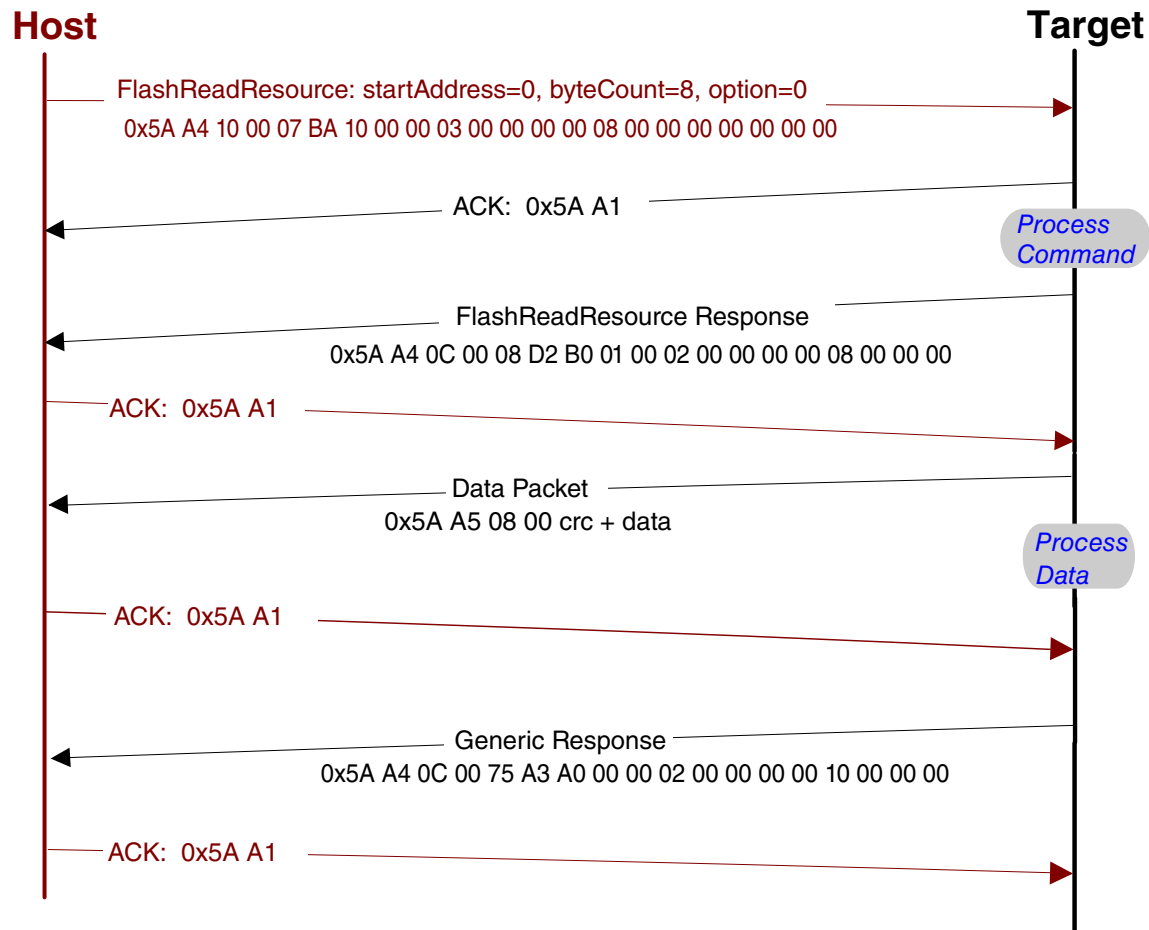 Host
Target
FlashReadResource: startAddress=0, byteCount=8, option=0
0x5A A4 10 00 07 BA 10 00 00 03 00 00 00 00 08 00 00 00 00 00 00 00
ACK: 0x5A A1
Process
Command
FlashReadResource Response
0x5A A4 0C 00 08 D2 B0 01 00 02 00 00 00 00 08 00 00 00
ACK: 0x5A A1
Data Packet
0x5A A5 08 00 crc + data
Process
Data
ACK: 0x5A A1
Generic Response
0x5A A4 0C 00 75 A3 A0 00 00 02 00 00 00 00 10 00 00 00
ACK: 0x5A A1